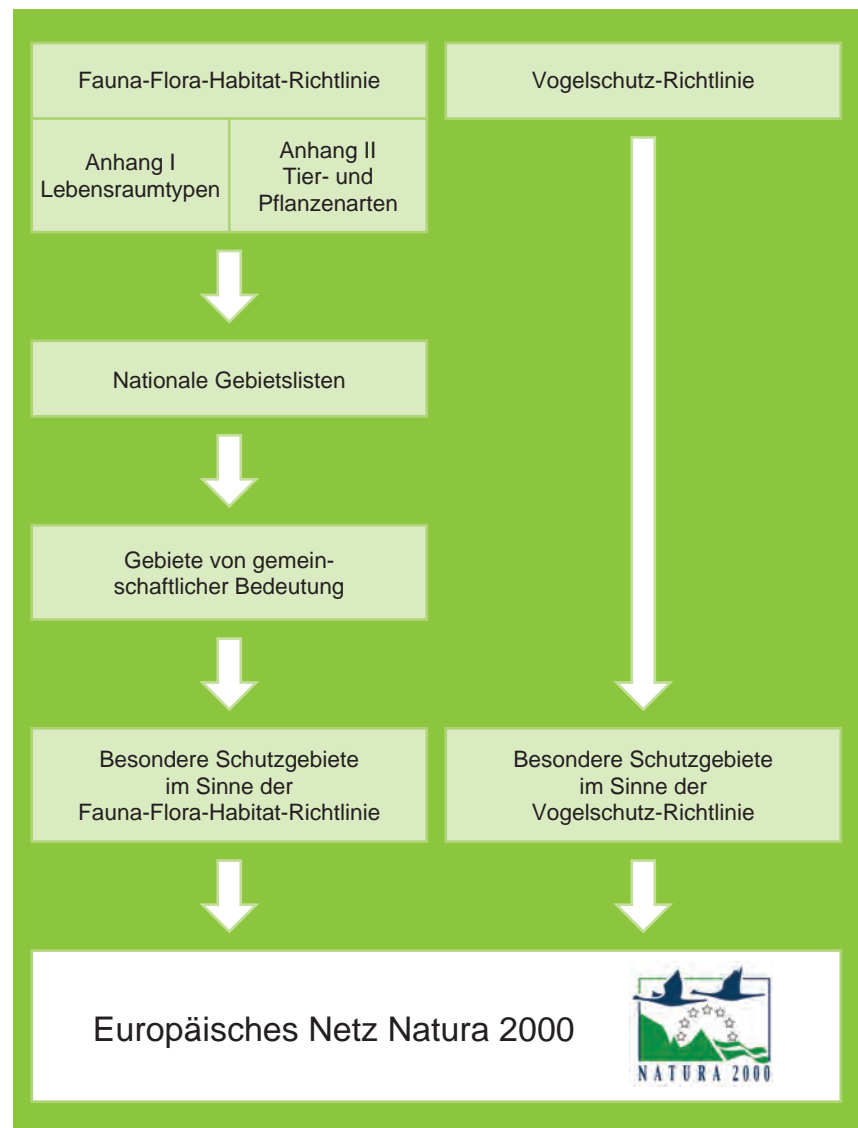 Fauna-Flora-Habitat-Richtlinie
Vogelschutz-Richtlinie
Anhang I
Lebensraumtypen
Anhang II
Tier- und
Pflanzenarten
Nationale Gebietslisten
Gebiete von gemein-
schaftlicher Bedeutung
Besondere Schutzgebiete
im Sinne der
Fauna-Flora-Habitat-Richtlinie
Besondere Schutzgebiete
im Sinne der
Vogelschutz-Richtlinie
Europäisches Netz Natura 2000
NATURA 2000